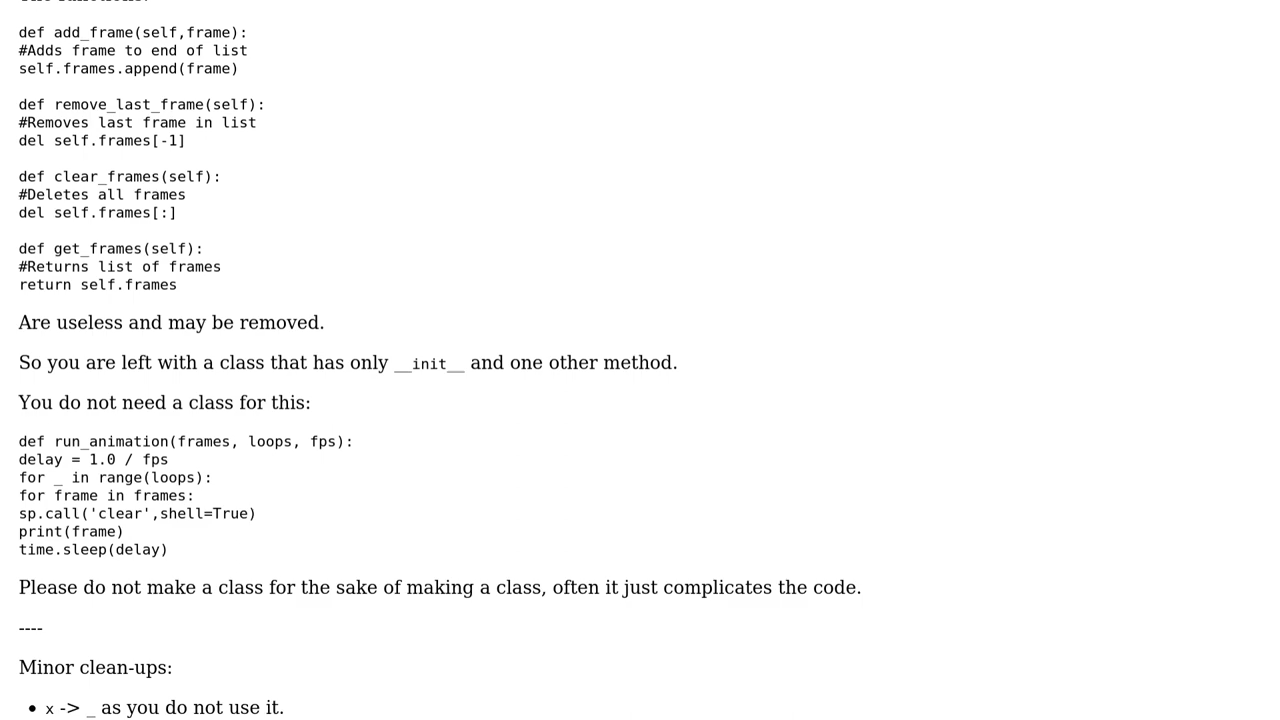 def add_frame(self,frame):
#Adds frame to end of list
self.frames.append(frame)
def remove_last_frame(self):
#Removes last frame in list
del self.frames[-1]
def clear_frames(self):
#Deletes all frames
del self.frames[:]
def get_frames(self):
#Returns list of frames
return self.frames
Are useless and may be removed.
So you are left with a class that has only __init__ and one other method.
You do not need a class for this:
def run_animation(frames, loops, fps):
delay = 1.0 / fps
for _ in range(loops):
for frame in frames:
sp.call('clear',shell=True)
print(frame)
time.sleep(delay)
Please do not make a class for the sake of making a class, often it just complicates the code.
----
Minor clean-ups:
• x -> _ as you do not use it.